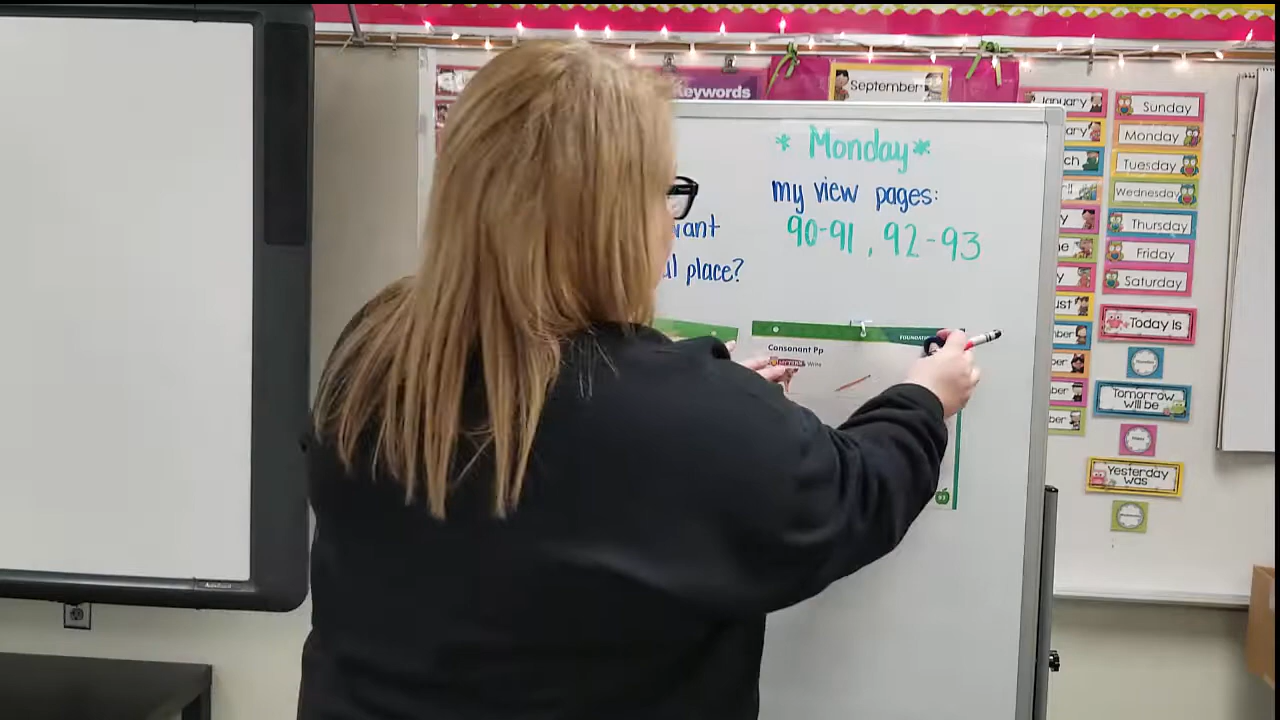 Keywords
September
* Monday *
my view pages:
90-91, 92-93
want
place?
Consonant Pp
Write
January
Sunday
Monday
Tuesday
Wednesday
Thursday
Friday
Saturday
Today is
Tomorrow
will be
Yesterday
was